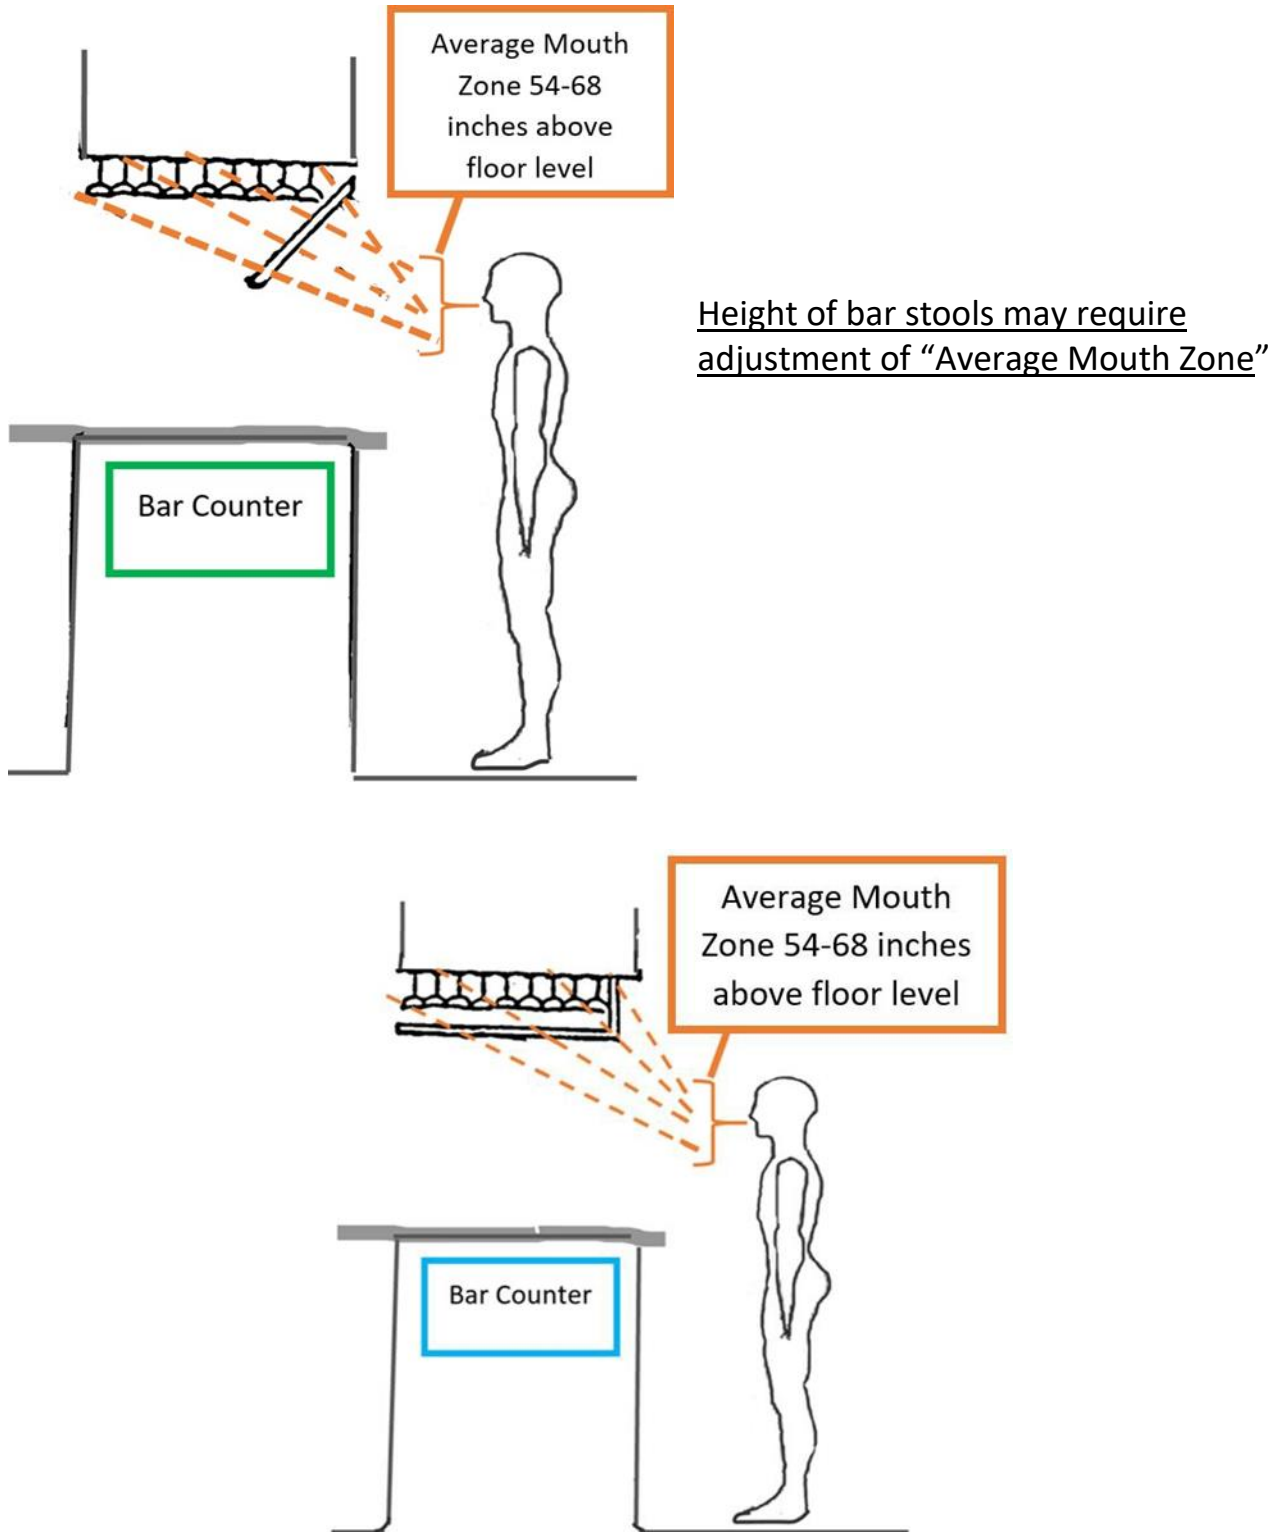 Average Mouth
Zone 54-68
inches above
floor level
Height of bar stools may require
adjustment of “Average Mouth Zone”
Bar Counter
Average Mouth
Zone 54-68 inches
above floor level
Bar Counter